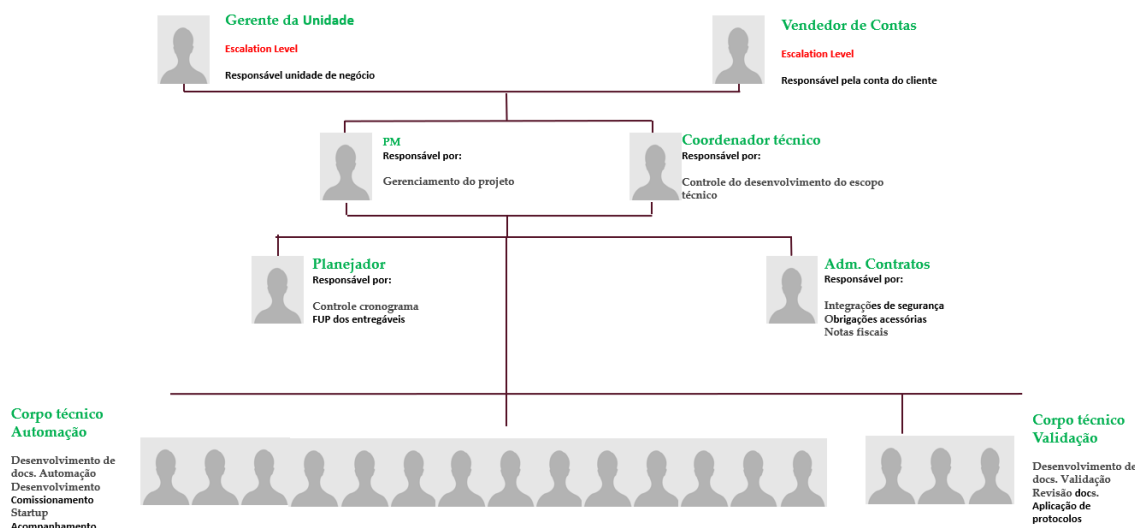 Gerente da Unidade
Escalation Level
Responsável unidade de negócio
Vendedor de Contas
Escalation Level
Responsável pela conta do cliente
PM
Responsável por:
Gerenciamento do projeto
Coordenador técnico
Responsável por:
Controle do desenvolvimento do escopo
técnico
Planejador
Responsável por:
Controle cronograma
FUP dos entregáveis
Adm. Contratos
Responsável por:
Integrações de segurança
Obrigações acessórias
Notas fiscais
Corpo técnico
Automação
Desenvolvimento de
docs. Automação
Desenvolvimento
Comissionamento
Startup
Acompanhamento
Corpo técnico
Validação
Desenvolvimento de
docs. Validação
Revisão docs.
Aplicação de
protocolos